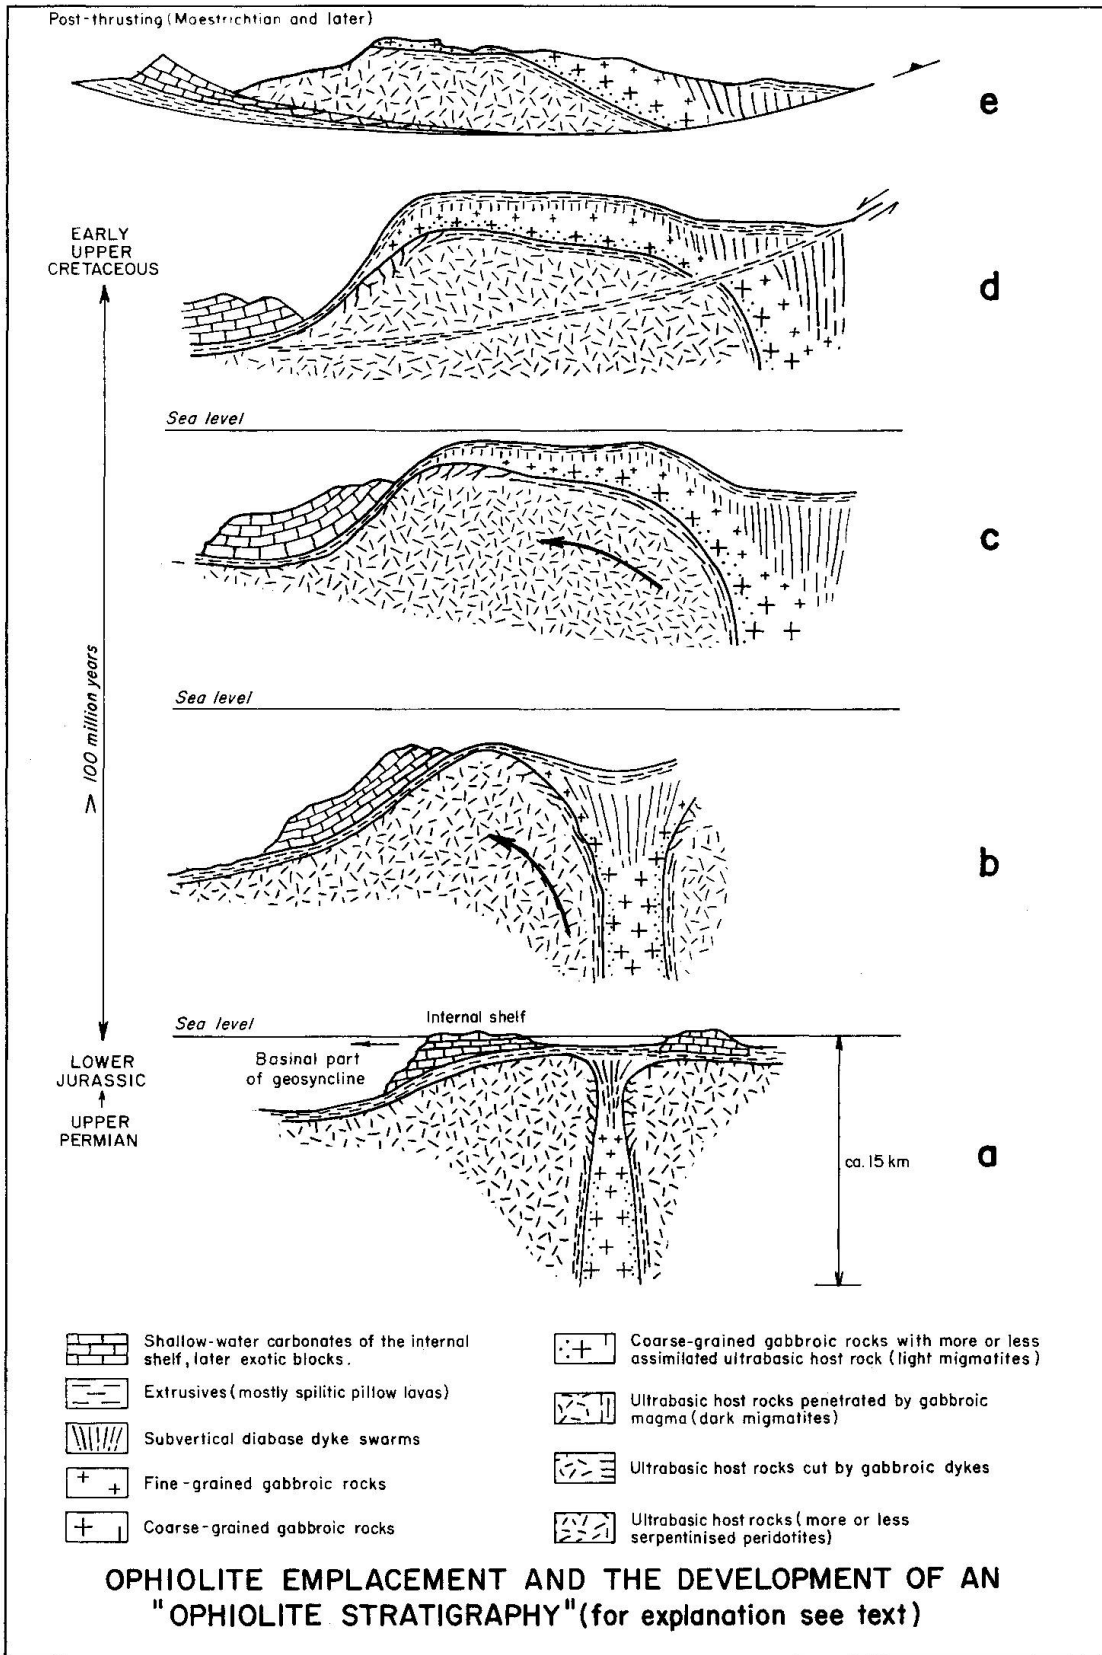 Post-thrusting (Maestrichtian and later)
e
EARLY
UPPER
CRETACEOUS
d
Sea level
c
> 100 million years
Sea level
b
Sea level
Internal shelf
Basinal part
of geosyncline
LOWER
JURASSIC
UPPER
PERMIAN
a
ca. 15 km
Shallow-water carbonates of the internal
shelf, later exotic blocks.
Extrusives (mostly spilitic pillow lavas)
Subvertical diabase dyke swarms
Fine-grained gabbroic rocks
Coarse-grained gabbroic rocks
Coarse-grained gabbroic rocks with more or less
assimilated ultrabasic host rock (light migmatites)
Ultrabasic host rocks penetrated by gabbroic
magma (dark migmatites)
Ultrabasic host rocks cut by gabbroic dykes
Ultrabasic host rocks (more or less
serpentinised peridotites)
OPHIOLITE EMPLACEMENT AND THE DEVELOPMENT OF AN
"OPHIOLITE STRATIGRAPHY" (for explanation see text)